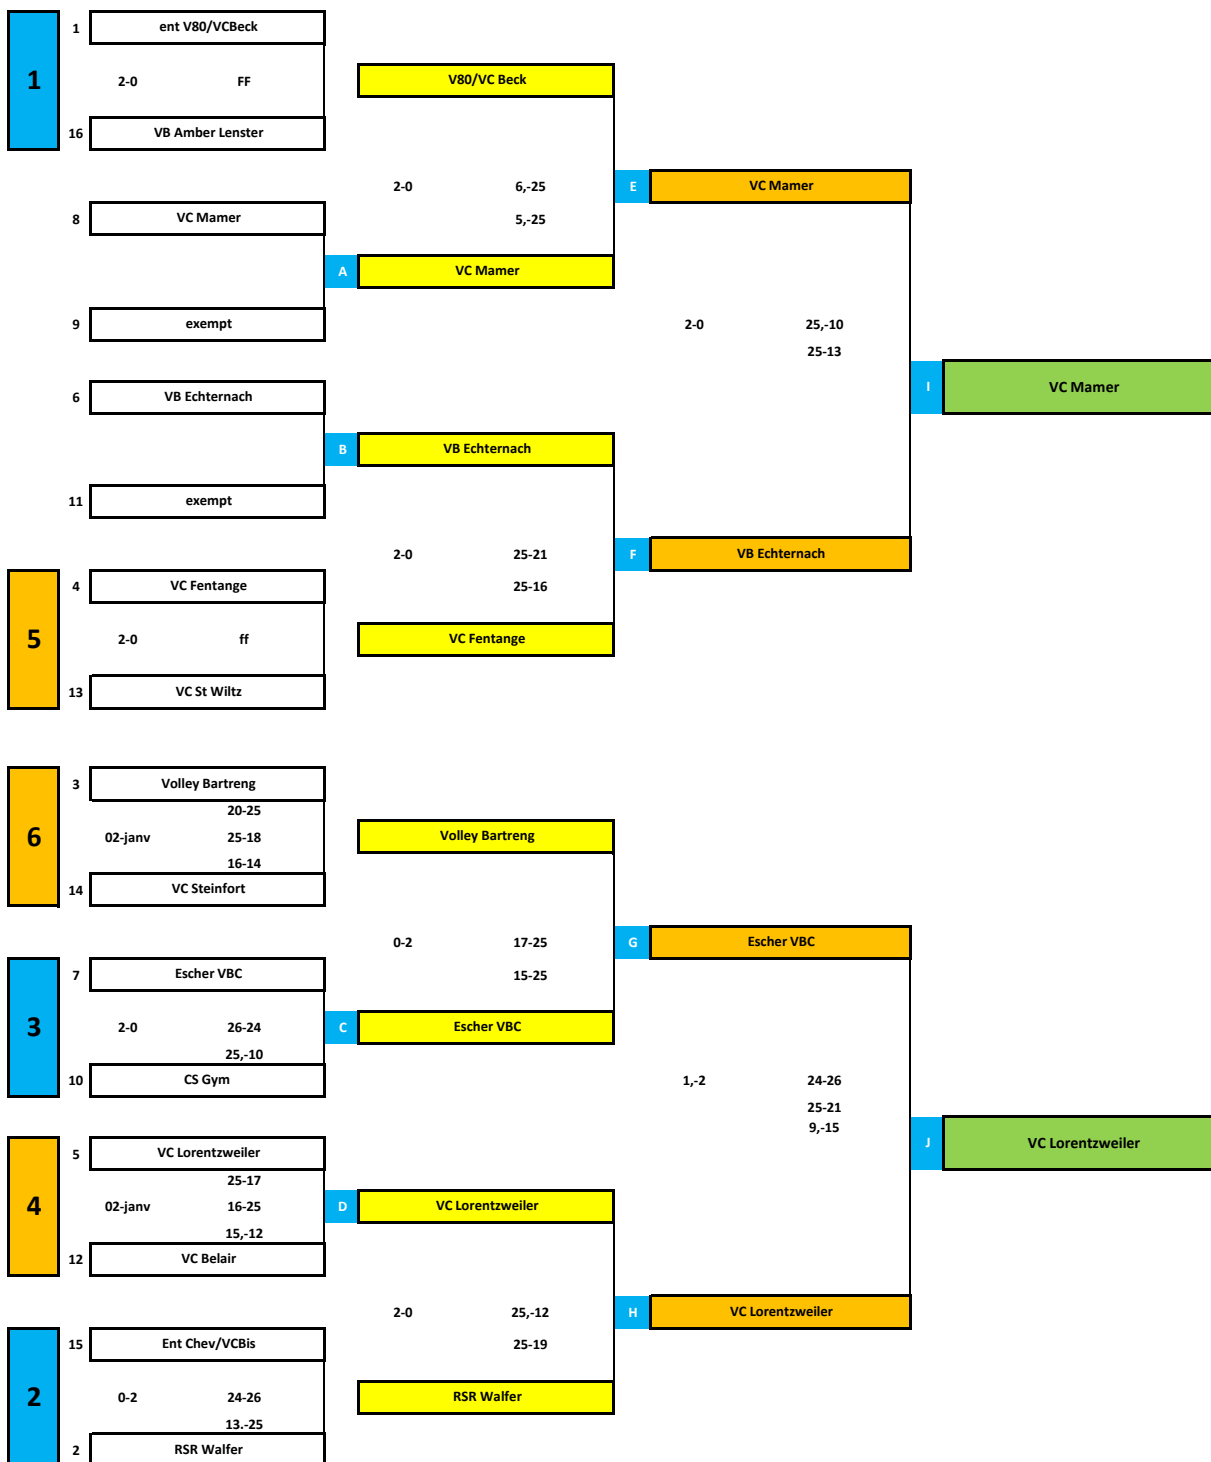 1 ent V80/VCBeck
1 2-0 FF V80/VC Beck
16 VB Amber Lenster
2-0 6,-25 E VC Mamer
8 VC Mamer 5,-25
A VC Mamer
9 exempt 2-0 25,-10
25-13
I VC Mamer
6 VB Echternach
B VB Echternach
11 exempt
2-0 25-21 F VB Echternach
4 VC Fentange 25-16
5 2-0 ff VC Fentange
13 VC St Wiltz
3 Volley Bartreng
20-25
6 02-janv 25-18 Volley Bartreng
16-14
14 VC Steinfort
0-2 17-25 G Escher VBC
7 Escher VBC 15-25
3 2-0 26-24 C Escher VBC
25,-10
10 CS Gym 1,-2 24-26
25-21
9,-15
J VC Lorentzweiler
5 VC Lorentzweiler
25-17
4 02-janv 16-25 D VC Lorentzweiler
15,-12
12 VC Belair
2-0 25,-12 H VC Lorentzweiler
15 Ent Chev/VCBis 25-19
2 0-2 24-26 RSR Walfer
13.-25
2 RSR Walfer